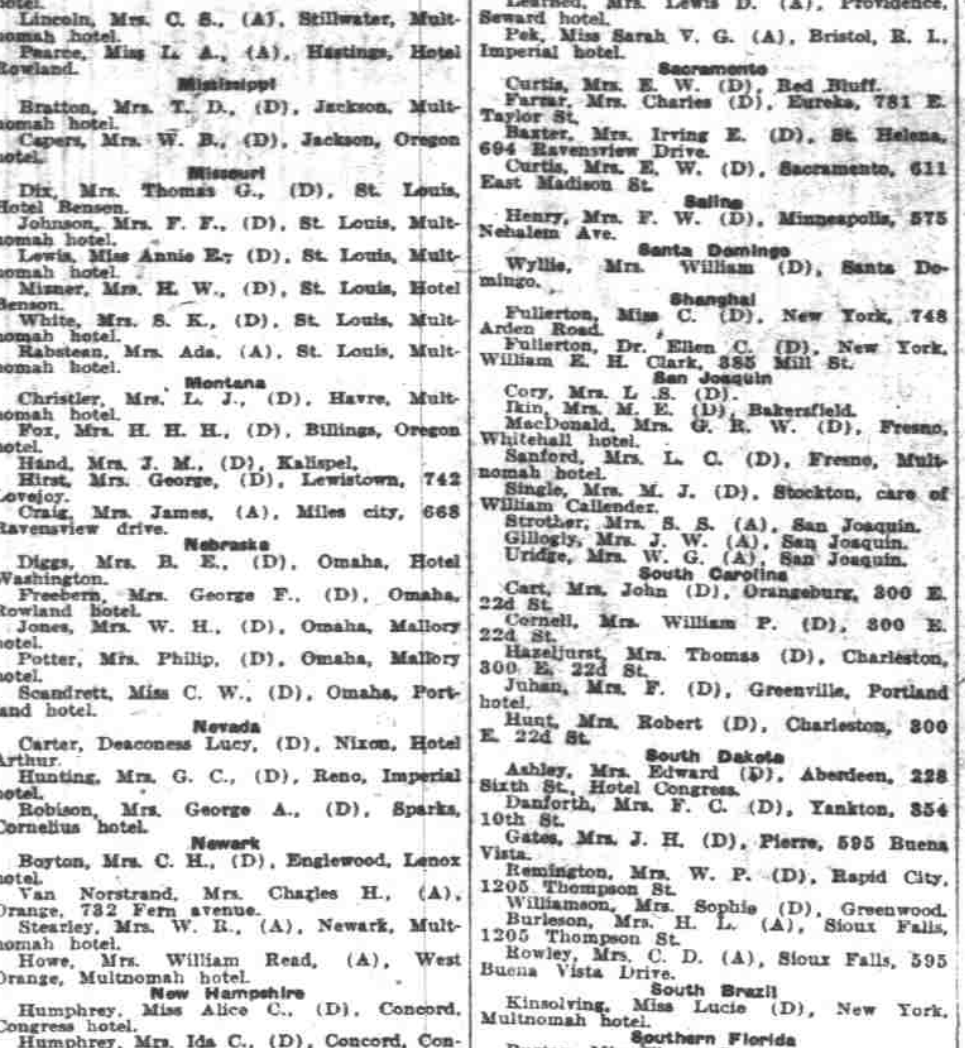 hotel.
Lincoln, Mrs. C. S., (A), Stillwater, Mult-
nomah hotel.
Pearce, Miss L. A., (A), Hastings, Hotel
Rowland.
Mississippi
Bratton, Mrs. T. D., (D), Jackson, Mult-
nomah hotel.
Capers, Mrs. W. B., (D), Jackson, Oregon
hotel.
Missouri
Dix, Mrs. Thomas G., (D), St. Louis,
Hotel Benson.
Johnson, Mrs. F. F., (D), St. Louis, Mult-
nomah hotel.
Lewis, Miss Annie E., (D), St. Louis, Mult-
nomah hotel.
Misner, Mrs. H. W., (D), St. Louis, Hotel
Benson.
White, Mrs. S. K., (D), St. Louis, Mult-
nomah hotel.
Rabstean, Mrs. Ada, (A), St. Louis, Mult-
nomah hotel.
Montana
Christler, Mrs. L. J., (D), Havre, Mult-
nomah hotel.
Fox, Mrs. H. H. H., (D), Billings, Oregon
hotel.
Hand, Mrs. J. M., (D), Kalispel.
Hirst, Mrs. George, (D), Lewistown, 742
Lovejoy.
Craig, Mrs. James, (A), Miles city, 668
Ravensview drive.
Nebraska
Diggs, Mrs. B. E., (D), Omaha, Hotel
Washington.
Freebern, Mrs. George F., (D), Omaha,
Rowland hotel.
Jones, Mrs. W. H., (D), Omaha, Mallory
hotel.
Potter, Mrs. Philip, (D), Omaha, Mallory
hotel.
Scandrett, Miss C. W., (D), Omaha, Port-
land hotel.
Nevada
Carter, Deaconess Lucy, (D), Nixon, Hotel
Arthur.
Hunting, Mrs. G. C., (D), Reno, Imperial
hotel.
Robison, Mrs. George A., (D), Sparks,
Cornelius hotel.
Newark
Boyton, Mrs. C. H., (D), Englewood, Lenox
hotel.
Van Norstrand, Mrs. Charles H., (A),
Orange, 732 Fern avenue.
Stearley, Mrs. W. R., (A), Newark, Mult-
nomah hotel.
Howe, Mrs. William Read, (A), West
Orange, Multnomah hotel.
New Hampshire
Humphrey, Miss Alice C., (D), Concord,
Congress hotel.
Humphrey, Mrs. Ida C., (D), Concord, Con-
Learned, Mrs. Lewis D. (A), Providence,
Seward hotel.
Pek, Miss Sarah V. G. (A), Bristol, R. I.,
Imperial hotel.
Sacramento
Curtis, Mrs. E. W. (D), Red Bluff.
Farrar, Mrs. Charles (D), Eureka, 781 E.
Taylor St.
Baxter, Mrs. Irving E. (D), St. Helena,
694 Ravensview Drive.
Curtis, Mrs. E. W. (D), Sacramento, 611
East Madison St.
Salina
Henry, Mrs. F. W. (D), Minneapolis, 575
Nehalem Ave.
Santa Domingo
Wyllie, Mrs. William (D), Santa Do-
mingo.
Shanghai
Fullerton, Miss C. (D), New York, 748
Arden Road.
Fullerton, Dr. Ellen C. (D), New York,
William E. H. Clark, 385 Mill St.
San Joaquin
Cory, Mrs. L .S. (D).
Ikin, Mrs. M. E. (D), Bakersfield.
MacDonald, Mrs. G. R. W. (D), Fresno,
Whitehall hotel.
Sanford, Mrs. L. C. (D), Fresno, Mult-
nomah hotel.
Single, Mrs. M. J. (D), Stockton, care of
William Callender.
Strother, Mrs. S. S. (A), San Joaquin.
Gillogly, Mrs. J. W. (A), San Joaquin.
Uridge, Mrs. W. G. (A), San Joaquin.
South Carolina
Cart, Mrs. John (D), Orangeburg, 300 E.
22d St.
Cornell, Mrs. William P. (D), 800 E.
22d St.
Hazeljurst, Mrs. Thomas (D), Charleston,
300 E. 22d St.
Juhan, Mrs. F. (D), Greenville, Portland
hotel.
Hunt, Mrs. Robert (D), Charleston, 300
E. 22d St.
South Dakota
Ashley, Mrs. Edward (D), Aberdeen, 228
Sixth St., Hotel Congress.
Danforth, Mrs. F. C. (D), Yankton, 354
10th St.
Gates, Mrs. J. H. (D), Pierre, 595 Buena
Vista.
Remington, Mrs. W. P. (D), Rapid City,
1205 Thompson St.
Williamson, Mrs. Sophie (D), Greenwood.
Burleson, Mrs. H. L. (A), Sioux Falls,
1205 Thompson St.
Rowley, Mrs. C. D. (A), Sioux Falls, 595
Buena Vista Drive.
South Brazil
Kinsolving, Miss Lucie (D), New York,
Multnomah hotel.
Southern Florida